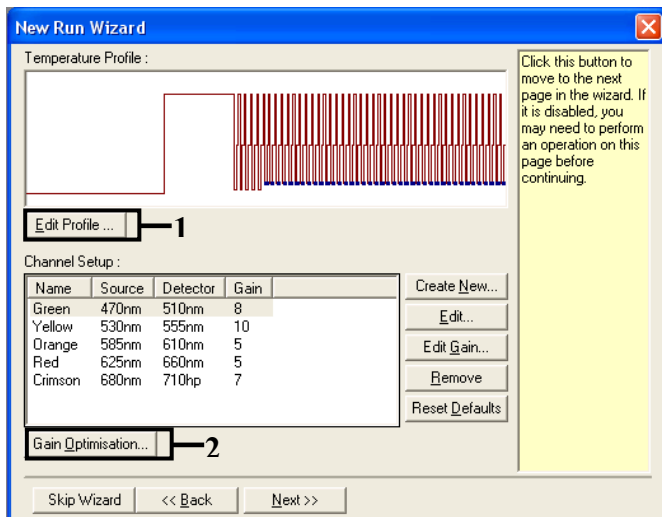 New Run Wizard
Temperature Profile :
Edit Profile ...
1
Channel Setup :
Name Source Detector Gain
Green 470nm 510nm 8
Yellow 530nm 555nm 10
Orange 585nm 610nm 5
Red 625nm 660nm 5
Crimson 680nm 710hp 7
Create New...
Edit...
Edit Gain...
Remove
Reset Defaults
Gain Optimisation...
2
Skip Wizard
<< Back
Next >>
Click this button to
move to the next
page in the wizard. If
it is disabled, you
may need to perform
an operation on this
page before
continuing.